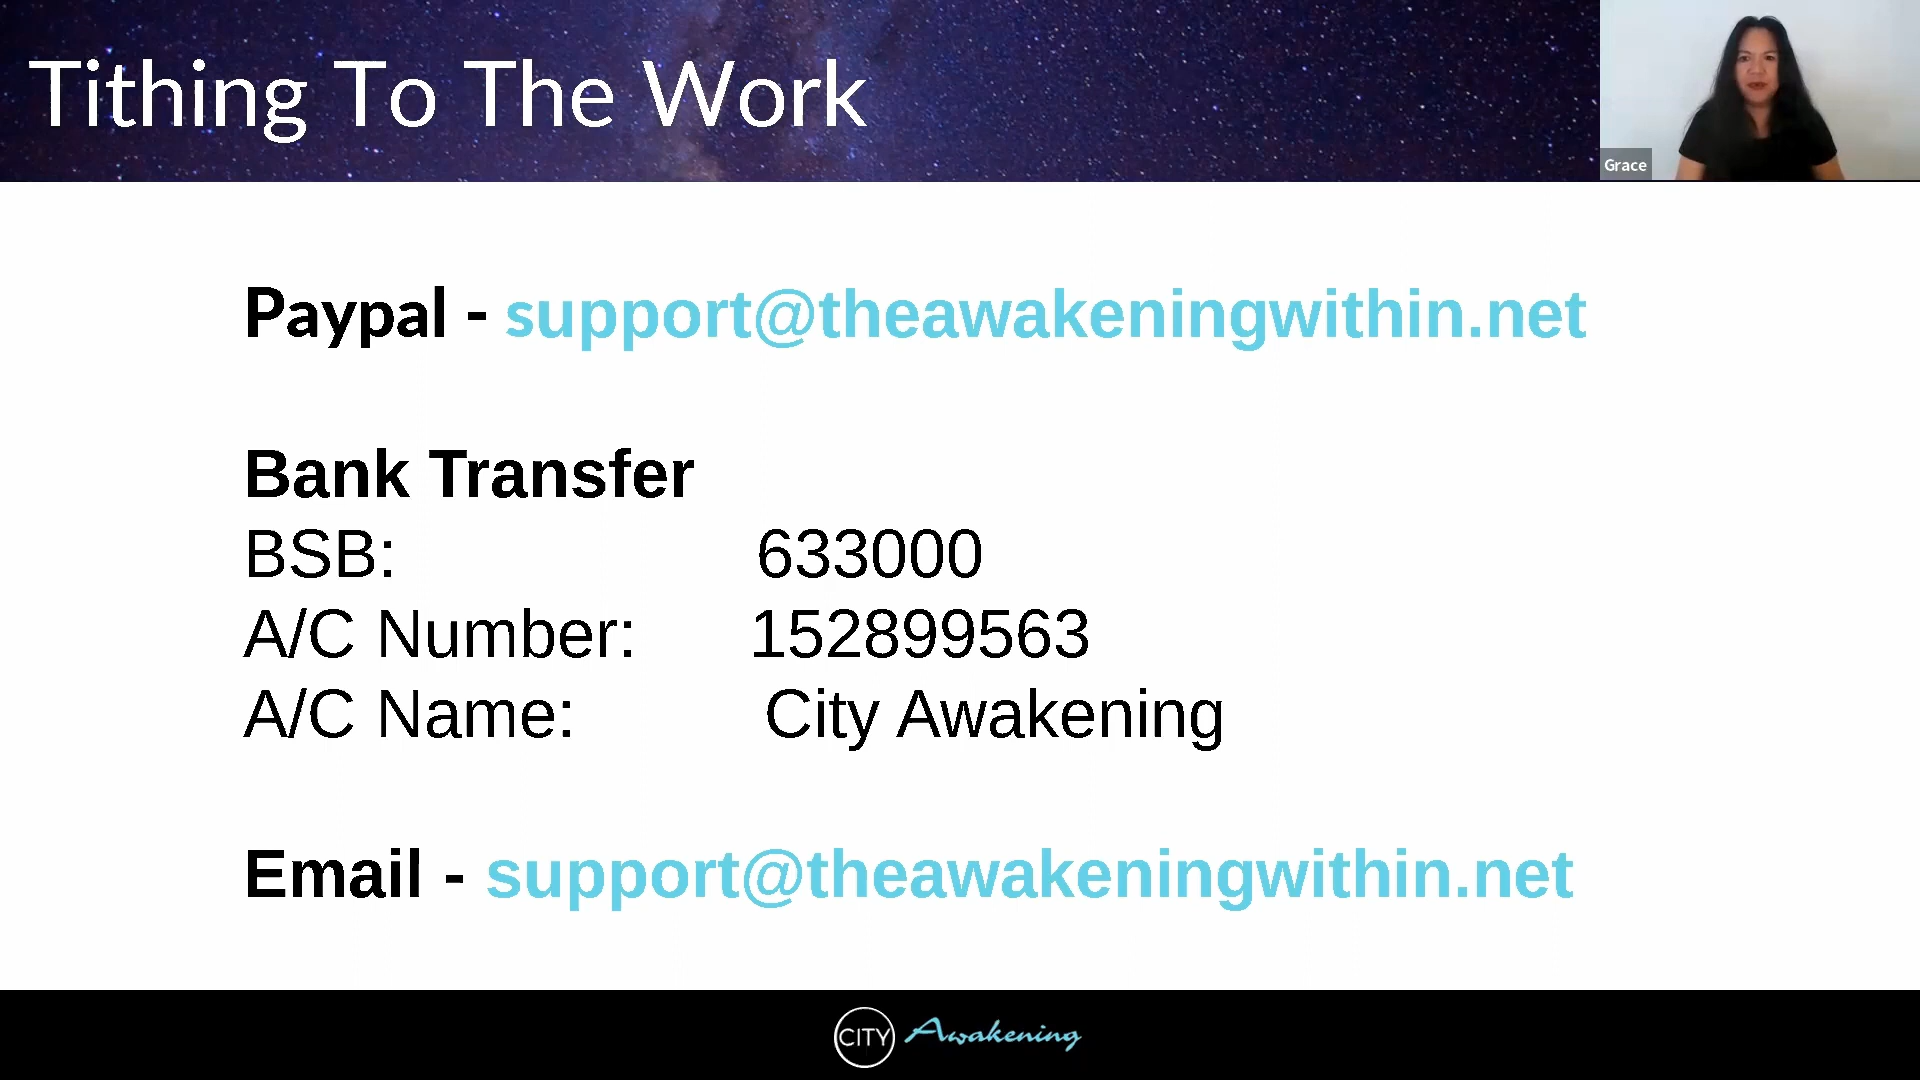 Tithing To The Work
Grace
Paypal - support@theawakeningwithin.net
Bank Transfer
BSB: 633000
A/C Number: 152899563
A/C Name: City Awakening
Email - support@theawakeningwithin.net
CITY Awakening